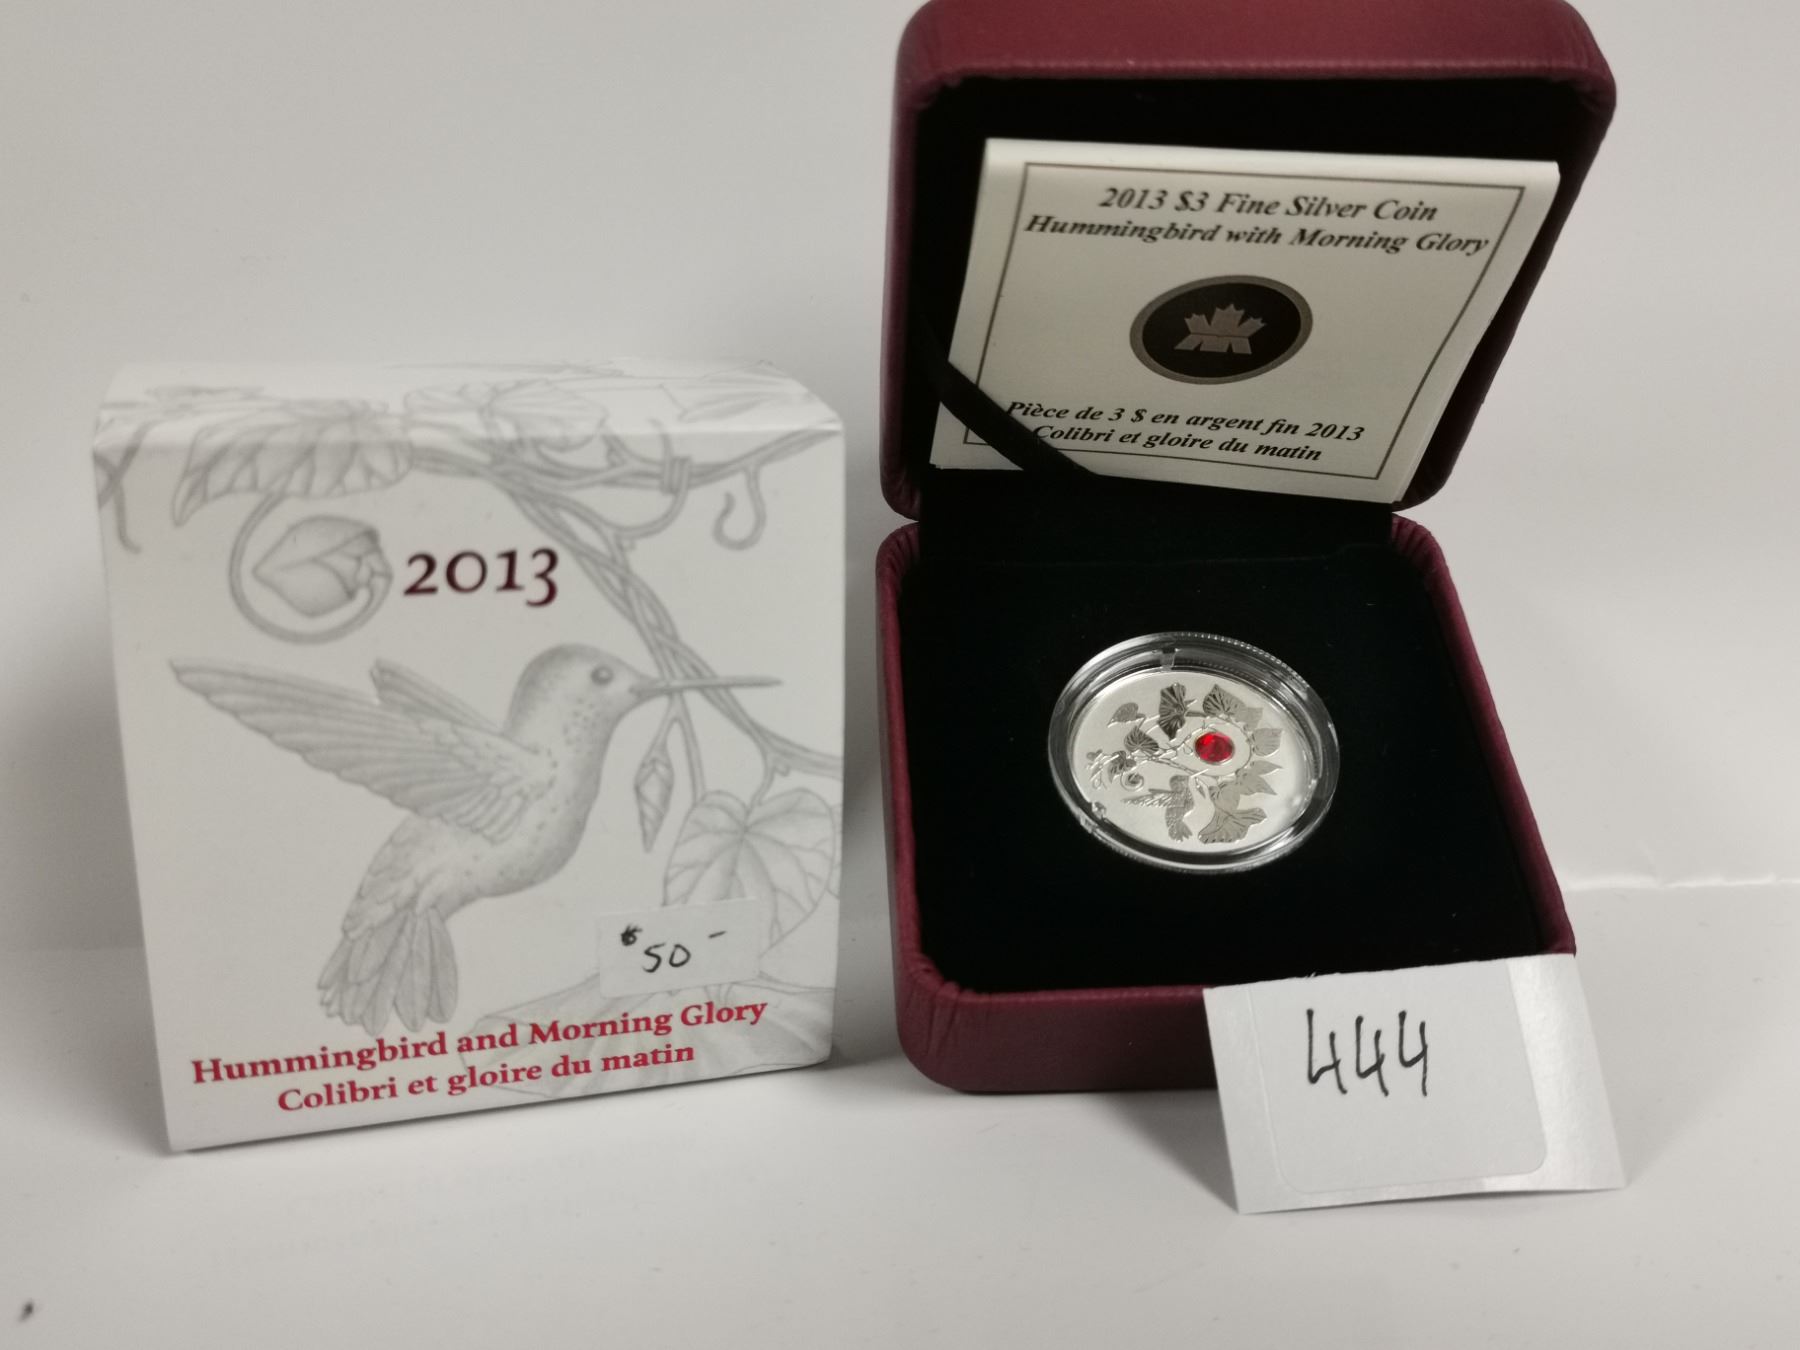 2013
$50-
Hummingbird and Morning Glory
Colibri et gloire du matin
2013 $3 Fine Silver Coin
Hummingbird with Morning Glory
Pièce de 3 $ en argent fin 2013
Colibri et gloire du matin
444